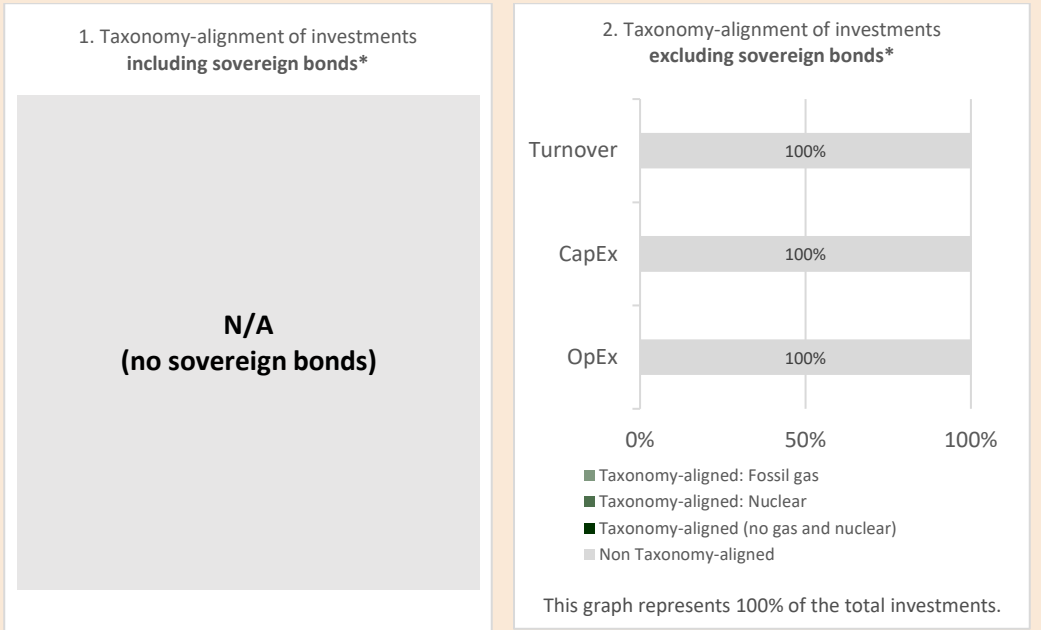 1. Taxonomy-alignment of investments
including sovereign bonds*
N/A
(no sovereign bonds)
2. Taxonomy-alignment of investments
excluding sovereign bonds*
Turnover
100%
CapEx
100%
OpEx
100%
0% 50% 100%
Taxonomy-aligned: Fossil gas
Taxonomy-aligned: Nuclear
Taxonomy-aligned (no gas and nuclear)
Non Taxonomy-aligned
This graph represents 100% of the total investments.